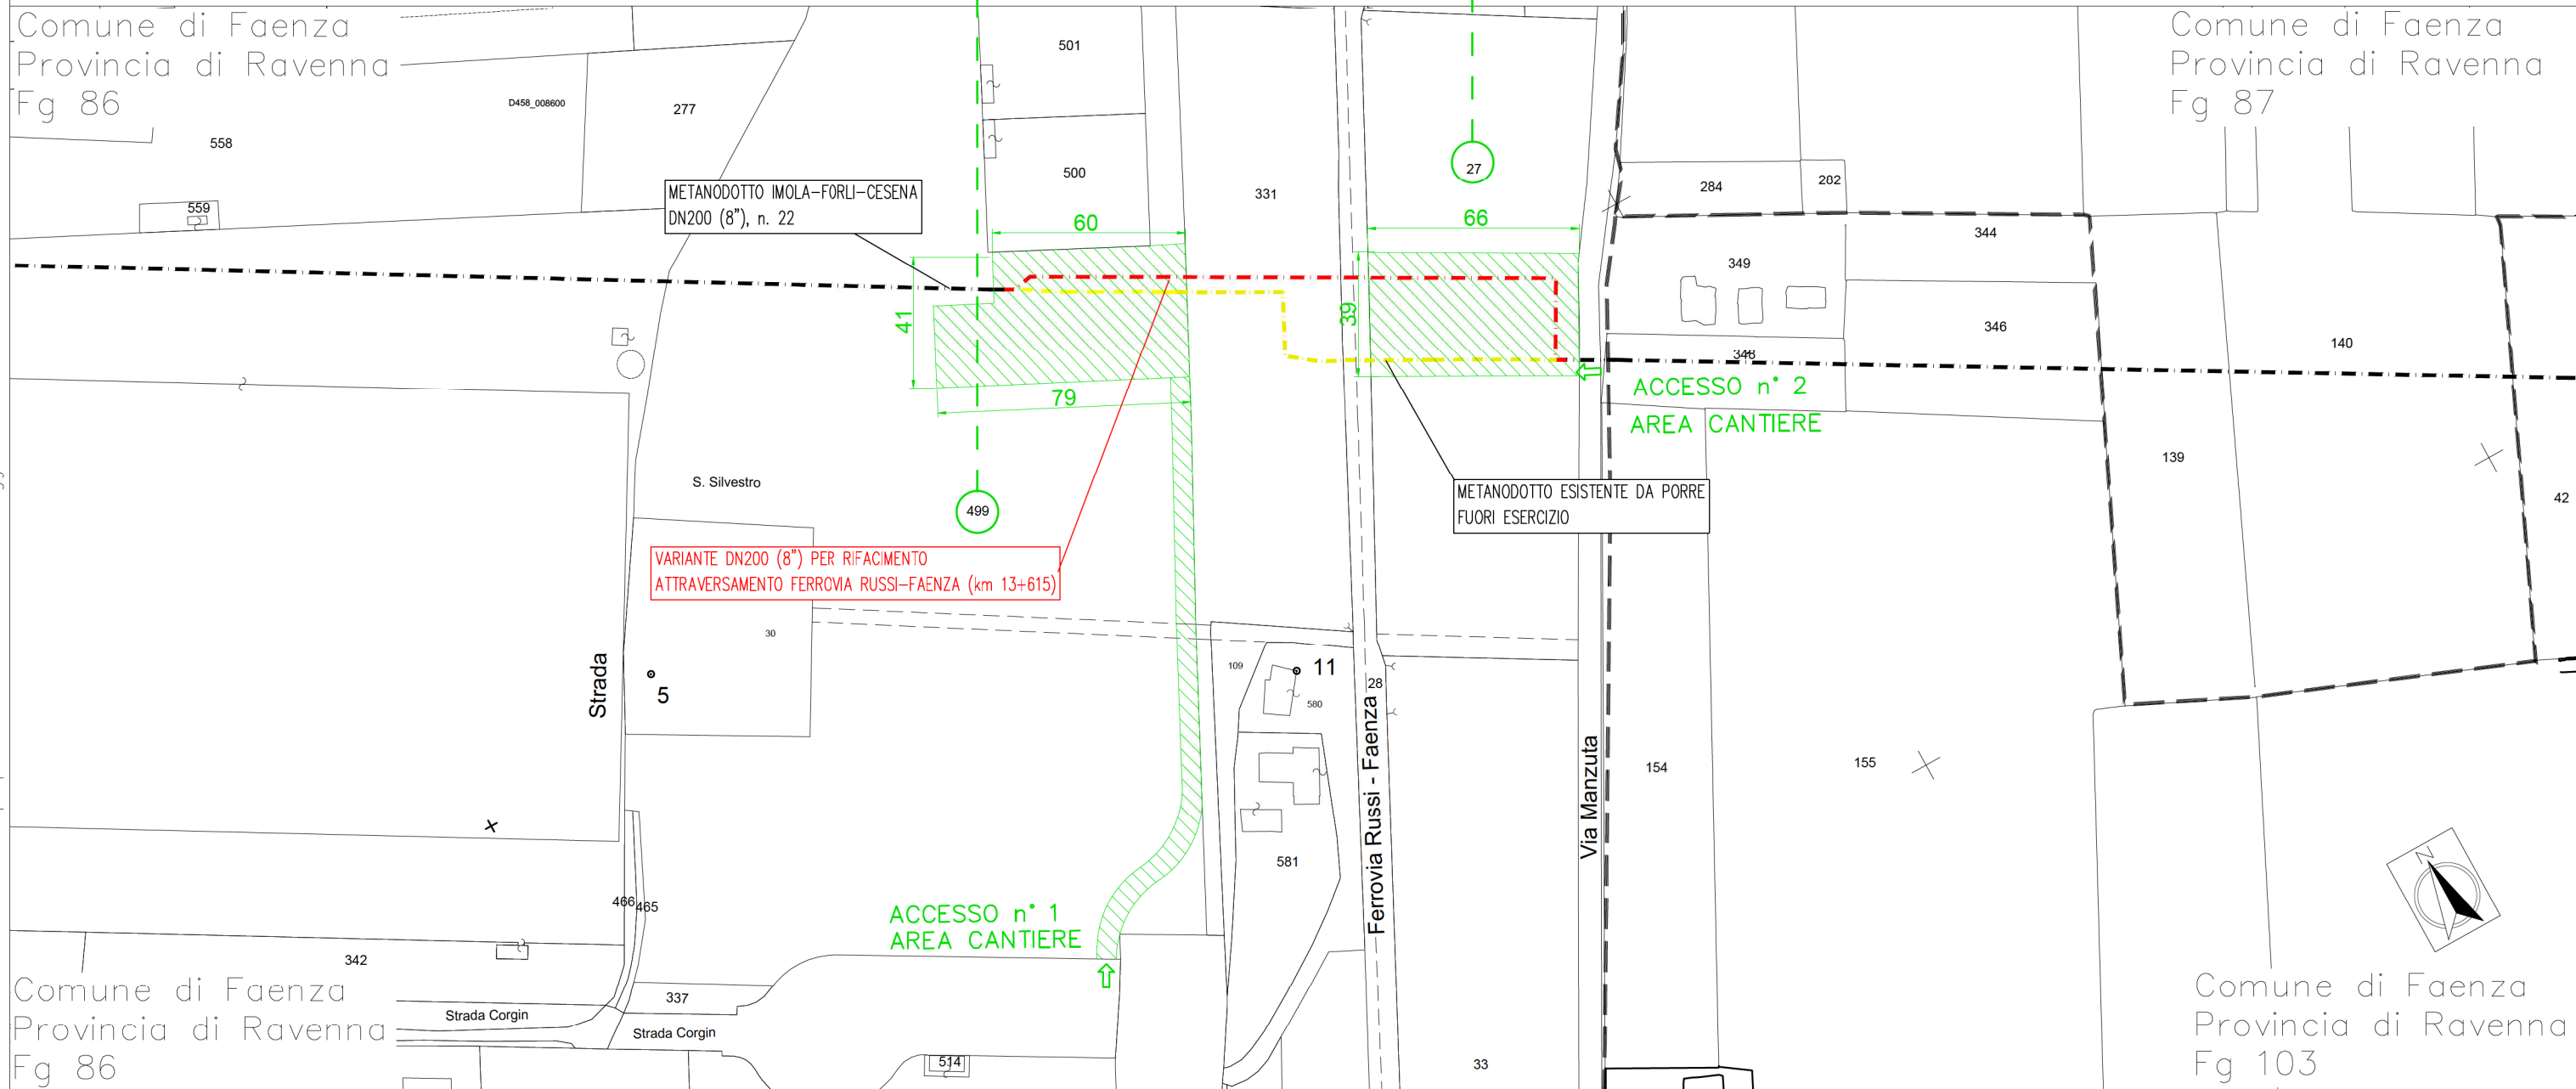 Comune di Faenza
Provincia di Ravenna
Fg 86
Comune di Faenza
Provincia di Ravenna
Fg 87
501
D458_008600
277
558
500
331
27
284
202
559
METANODOTTO IMOLA-FORLI-CESENA
DN200 (8"), n. 22
60
66
344
349
41
39
346
348
140
79
ACCESSO n° 2
AREA CANTIERE
139
S. Silvestro
METANODOTTO ESISTENTE DA PORRE
FUORI ESERCIZIO
42
499
VARIANTE DN200 (8") PER RIFACIMENTO
ATTRAVERSAMENTO FERROVIA RUSSI-FAENZA (km 13+615)
30
Strada
5
109
11
580
28
Ferrovia Russi - Faenza
Via Manzuta
154
155
581
466
465
ACCESSO n° 1
AREA CANTIERE
342
337
N
Strada Corgin
Strada Corgin
514
33
Comune di Faenza
Provincia di Ravenna
Fg 86
Comune di Faenza
Provincia di Ravenna
Fg 103